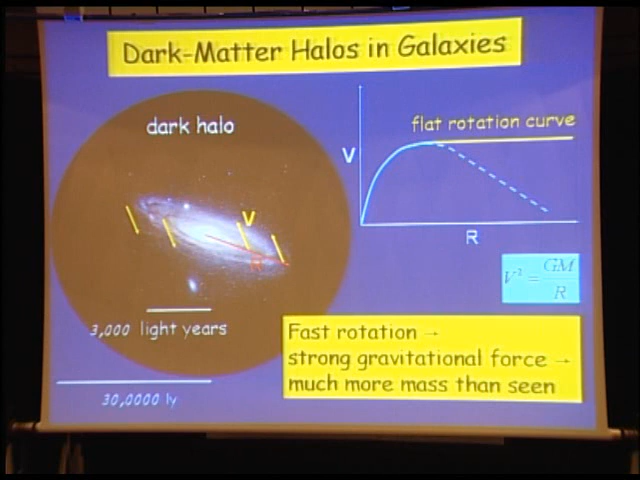 Dark-Matter Halos in Galaxies
dark halo
flat rotation curve
V
R
V
R
V² = GM
R
3,000 light years
Fast rotation →
strong gravitational force →
much more mass than seen
30,0000 ly